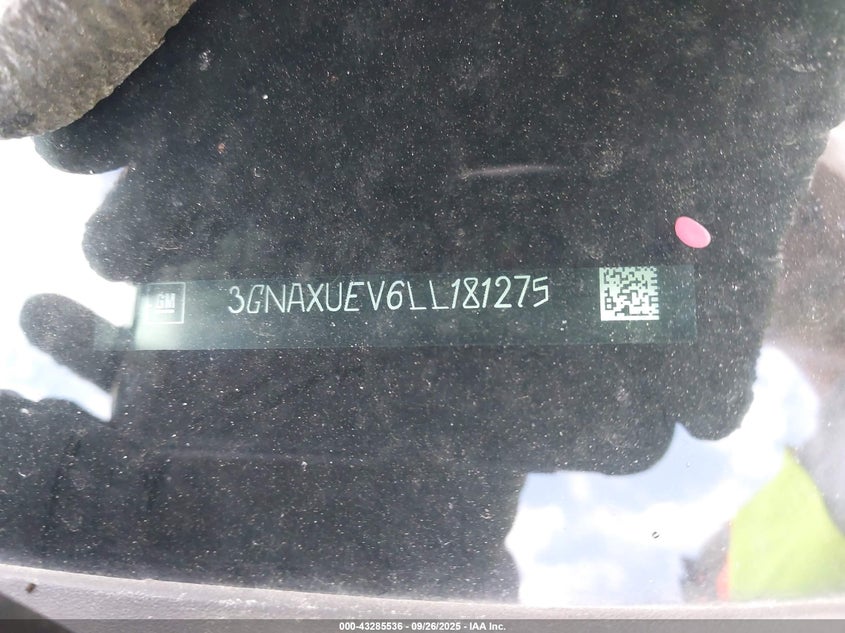 GM 3GNAXUEV6LL181275
000-43285536 - 09/26/2025 - IAA Inc.